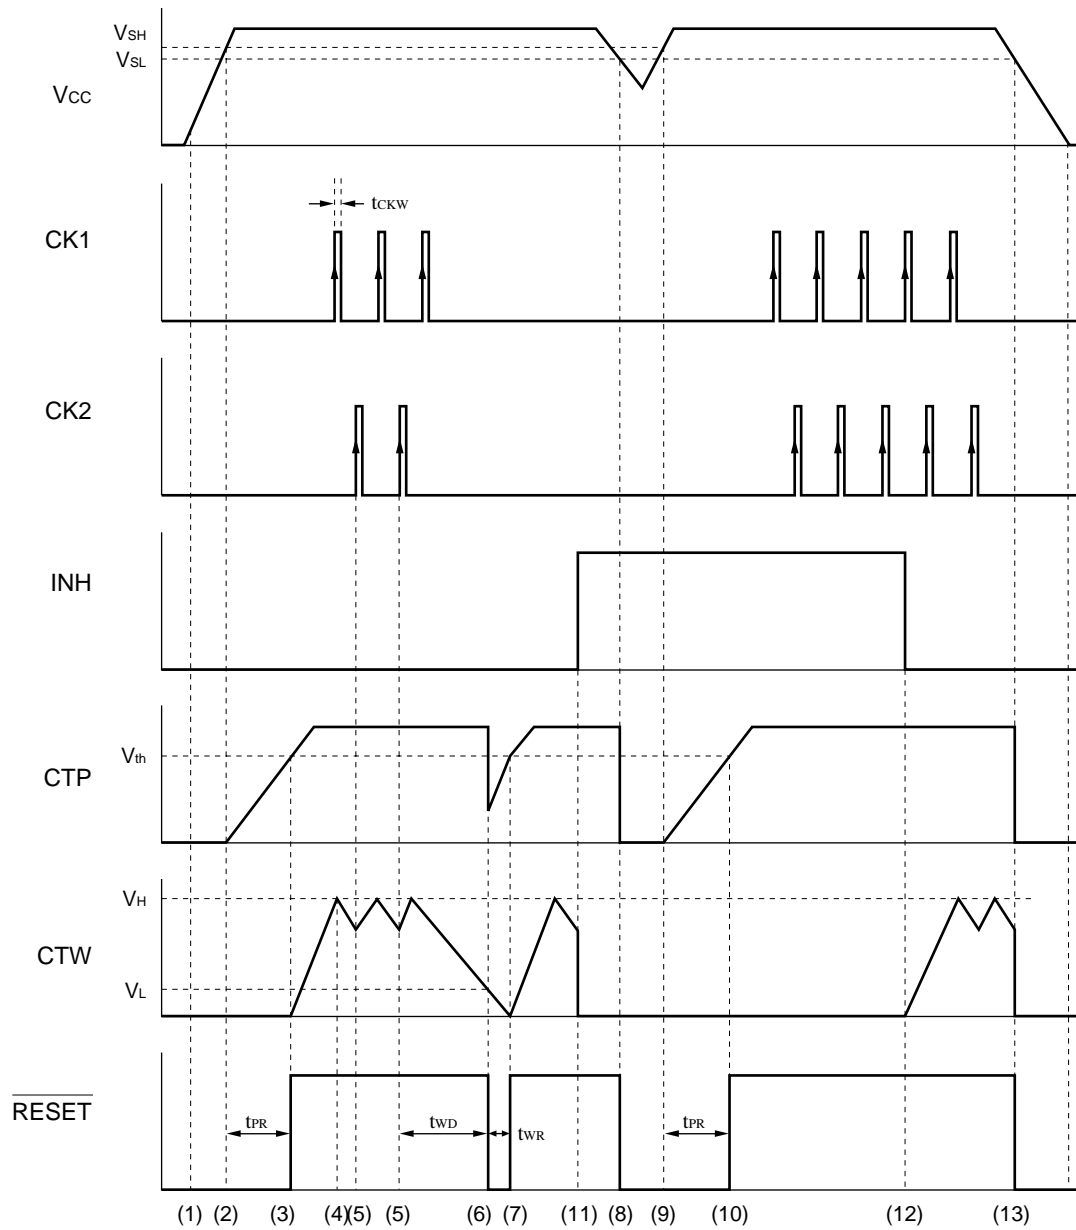 VSH
VSL
VCC
tCKW
CK1
CK2
INH
Vth
CTP
VH
CTW
VL
RESET
tPR
tWD
tWR
tPR
(1) (2) (3) (4) (5) (5) (6) (7) (11) (8) (9) (10) (12) (13)